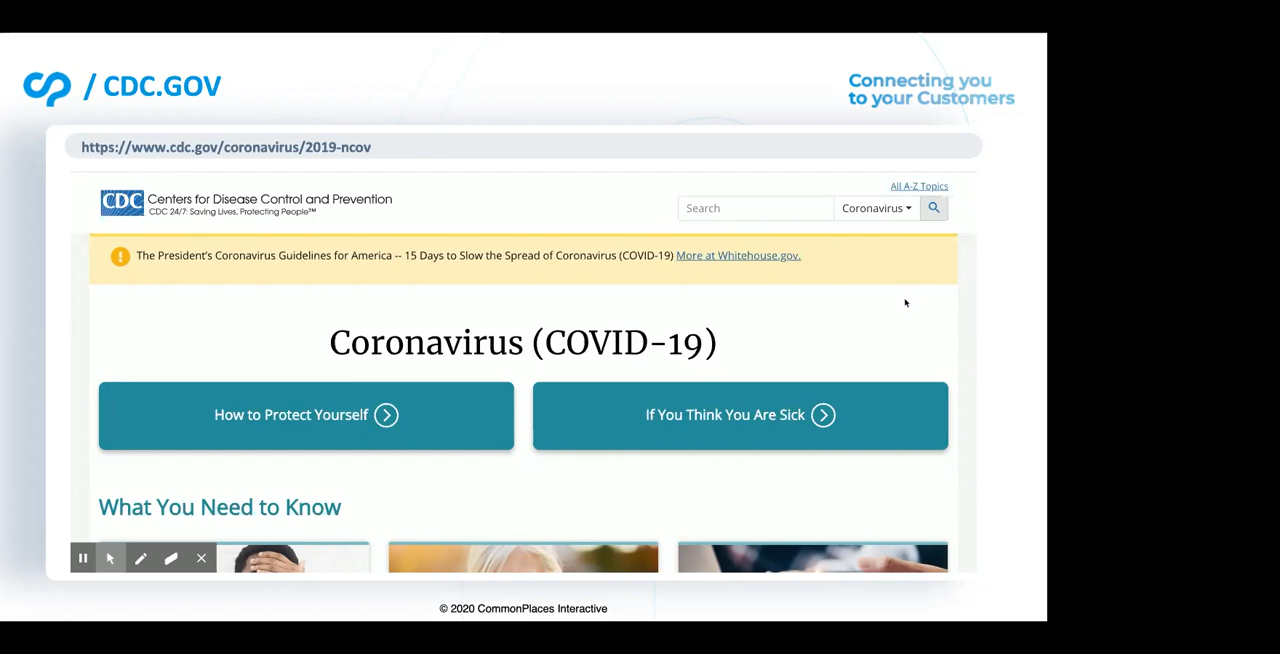 / CDC.GOV
Connecting you
to your Customers
https://www.cdc.gov/coronavirus/2019-ncov
All A-Z Topics
CDC Centers for Disease Control and Prevention
CDC 24/7: Saving Lives, Protecting People™
Search
Coronavirus
The President's Coronavirus Guidelines for America -- 15 Days to Slow the Spread of Coronavirus (COVID-19) More at Whitehouse.gov.
Coronavirus (COVID-19)
How to Protect Yourself
If You Think You Are Sick
What You Need to Know
© 2020 CommonPlaces Interactive